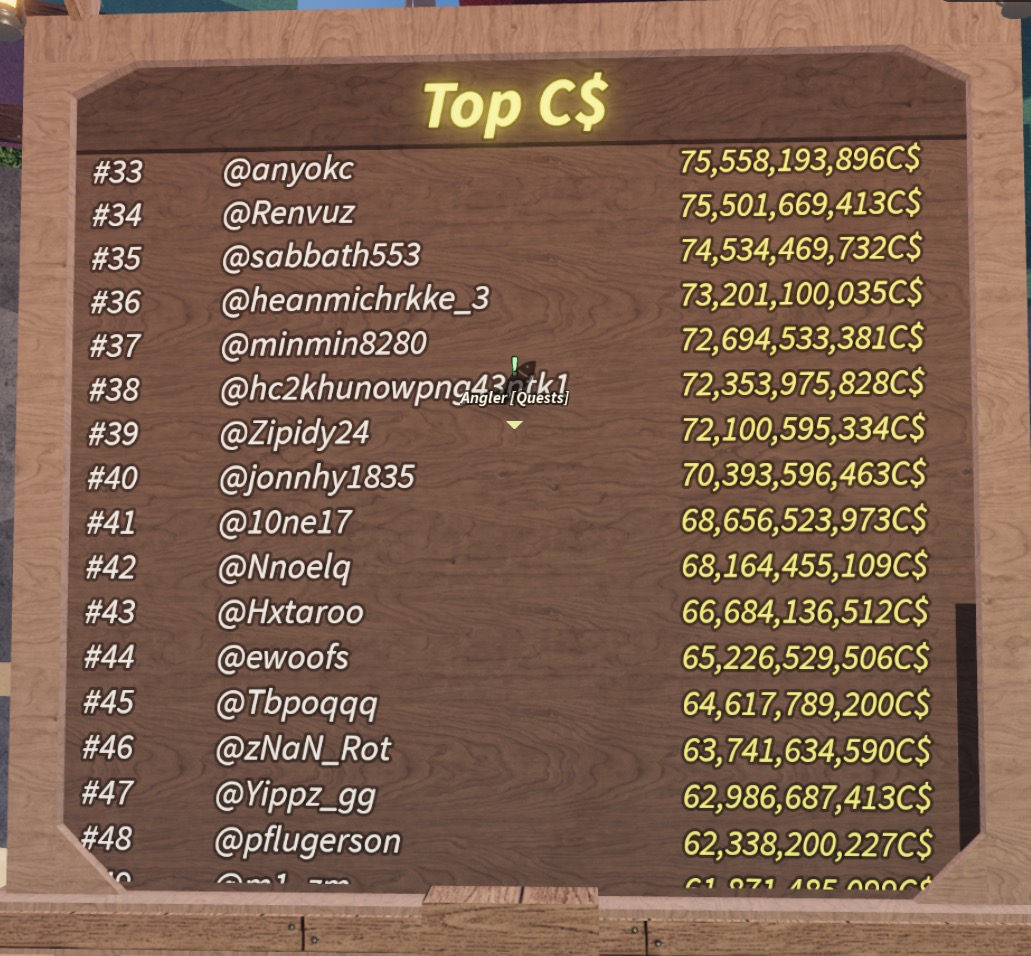 Top C$
#33 @anyokc 75,558,193,896C$
#34 @Renvuz 75,501,669,413C$
#35 @sabbath553 74,534,469,732C$
#36 @heanmichrkke_3 73,201,100,035C$
#37 @minmin8280 72,694,533,381C$
#38 72,353,975,828C$
Angler [Quests]
#39 @Zipidy24 72,100,595,334C$
#40 @jonnhy1835 70,393,596,463C$
#41 @10ne17 68,656,523,973C$
#42 @Nnoelq 68,164,455,109C$
#43 @Hxtaroo 66,684,136,512C$
#44 @ewoofs 65,226,529,506C$
#45 @Tbpoqqq 64,617,789,200C$
#46 @zNaN_Rot 63,741,634,590C$
#47 @Yippz_gg 62,986,687,413C$
#48 @pflugerson 62,338,200,227C$